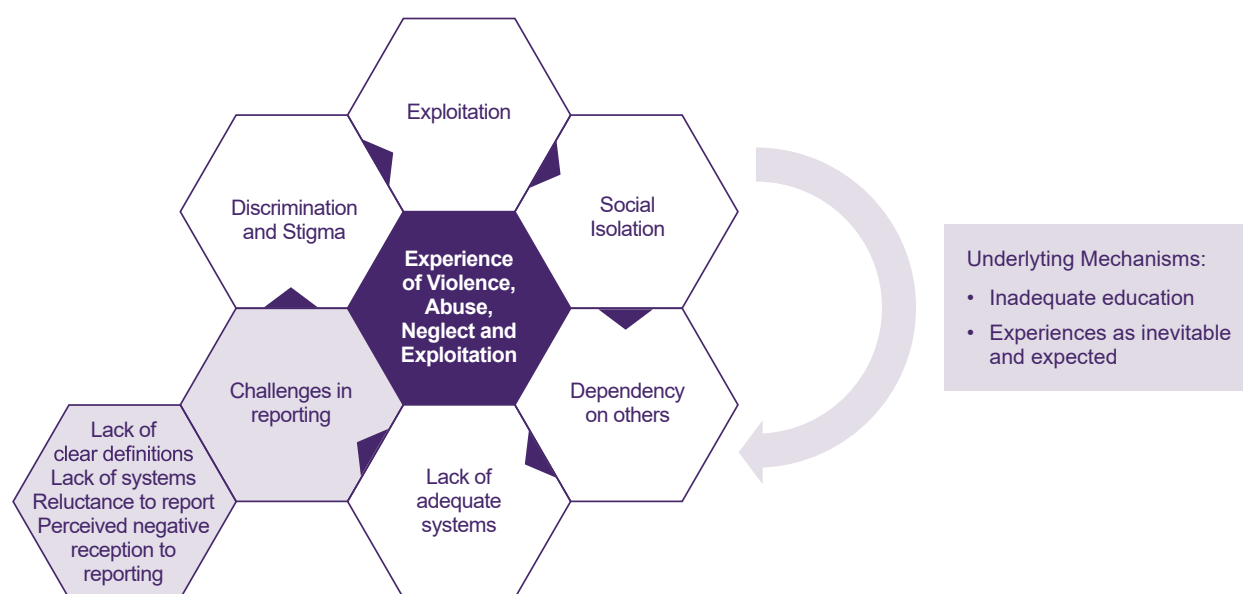 Exploitation
Discrimination
and Stigma
Social
Isolation
Experience
of Violence,
Abuse,
Neglect and
Exploitation
Challenges in
reporting
Dependency
on others
Lack of
adequate
systems
Lack of
clear definitions
Lack of systems
Reluctance to report
Perceived negative
reception to
reporting
Underlyting Mechanisms:
• Inadequate education
• Experiences as inevitable
and expected